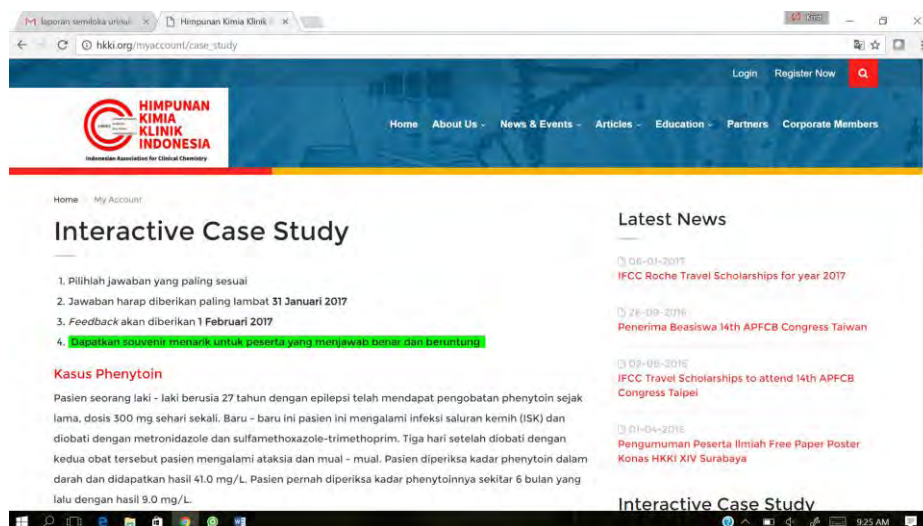 laporan semiloka urinal
Himpunan Kimia Klinik
hkki.org/myaccount/case_study
Login Register Now
HIMPUNAN
KIMIA
KLINIK
INDONESIA
Indonesian Association for Clinical Chemistry
Home About Us News & Events Articles Education Partners Corporate Members
Home My Account
Interactive Case Study
1. Pilihlah jawaban yang paling sesuai
2. Jawaban harap diberikan paling lambat 31 Januari 2017
3. Feedback akan diberikan 1 Februari 2017
4. Dapatkan souvenir menarik untuk peserta yang menjawab benar dan beruntung
Kasus Phenytoin
Pasien seorang laki - laki berusia 27 tahun dengan epilepsi telah mendapat pengobatan phenytoin sejak
lama, dosis 300 mg sehari sekali. Baru - baru ini pasien ini mengalami infeksi saluran kemih (ISK) dan
diobati dengan metronidazole dan sulfamethoxazole-trimethoprim. Tiga hari setelah diobati dengan
kedua obat tersebut pasien mengalami ataksia dan mual - mual. Pasien diperiksa kadar phenytoin dalam
darah dan didapatkan hasil 41.0 mg/L. Pasien pernah diperiksa kadar phenytoinnya sekitar 6 bulan yang
lalu dengan hasil 9.0 mg/L.
Latest News
06-01-2017
IFCC Roche Travel Scholarships for year 2017
26-09-2016
Penerima Beasiswa 14th APFCB Congress Taiwan
02-06-2016
IFCC Travel Scholarships to attend 14th APFCB
Congress Taipei
01-04-2016
Pengumuman Peserta Ilmiah Free Paper Poster
Konas HKKI XIV Surabaya
Interactive Case Study
9:25 AM